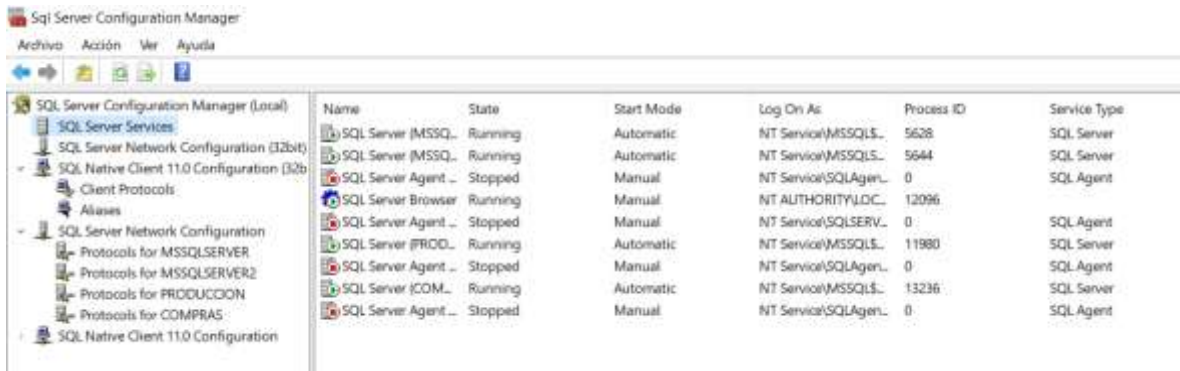 Sql Server Configuration Manager
Archivo Acción Ver Ayuda
SQL Server Configuration Manager (Local)
SQL Server Services
SQL Server Network Configuration (32bit)
SQL Native Client 11.0 Configuration (32b
Client Protocols
Aliases
SQL Server Network Configuration
Protocols for MSSQLSERVER
Protocols for MSSQLSERVER2
Protocols for PRODUCCION
Protocols for COMPRAS
SQL Native Client 11.0 Configuration
Name State Start Mode Log On As Process ID Service Type
SQL Server (MSSQ... Running Automatic NT Service\MSSQL$... 5628 SQL Server
SQL Server (MSSQ... Running Automatic NT Service\MSSQLS... 5644 SQL Server
SQL Server Agent ... Stopped Manual NT Service\SQLAgen... 0 SQL Agent
SQL Server Browser Running Manual NT AUTHORITY\LOC... 12096
SQL Server Agent ... Stopped Manual NT Service\SQLSERV... 0 SQL Agent
SQL Server (PROD... Running Automatic NT Service\MSSQL$... 11980 SQL Server
SQL Server Agent ... Stopped Manual NT Service\SQLAgen... 0 SQL Agent
SQL Server (COM... Running Automatic NT Service\MSSQL$... 13236 SQL Server
SQL Server Agent ... Stopped Manual NT Service\SQLAgen... 0 SQL Agent